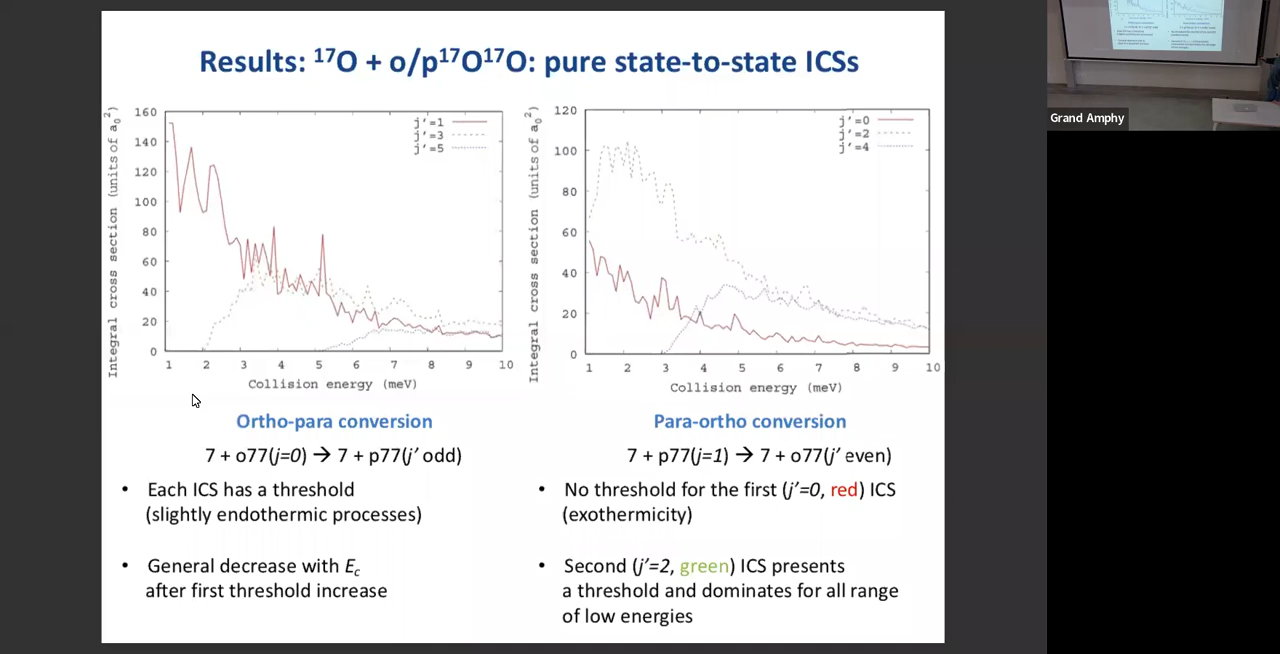 Results: ¹⁷O + o/p¹⁷O¹⁷O: pure state-to-state ICSs
Integral cross section (units of a₀²)
160
140
120
100
80
60
40
20
0
j'=1
j'=3
j'=5
1 2 3 4 5 6 7 8 9 10
Collision energy (meV)
Integral cross section (units of a₀²)
120
100
80
60
40
20
0
j'=0
j'=2
j'=4
1 2 3 4 5 6 7 8 9 10
Collision energy (meV)
Ortho-para conversion
7 + o77(j=0) → 7 + p77(j' odd)
• Each ICS has a threshold
(slightly endothermic processes)
• General decrease with E꜀
after first threshold increase
Para-ortho conversion
7 + p77(j=1) → 7 + o77(j' even)
• No threshold for the first (j'=0, red) ICS
(exothermicity)
• Second (j'=2, green) ICS presents
a threshold and dominates for all range
of low energies
Grand Amphy